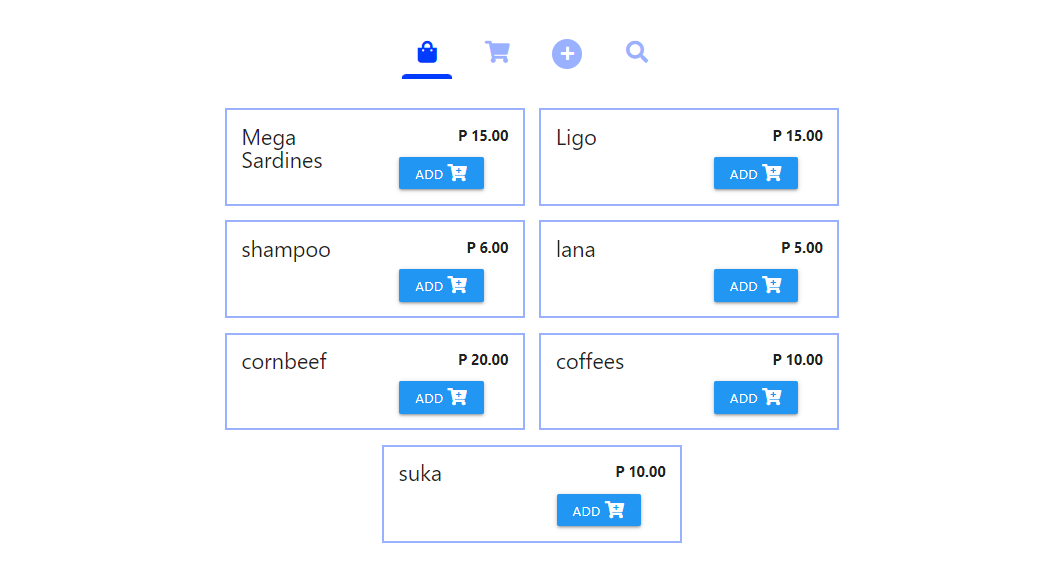 Mega
Sardines
P 15.00
ADD
Ligo
P 15.00
ADD
shampoo
P 6.00
ADD
lana
P 5.00
ADD
cornbeef
P 20.00
ADD
coffees
P 10.00
ADD
suka
P 10.00
ADD